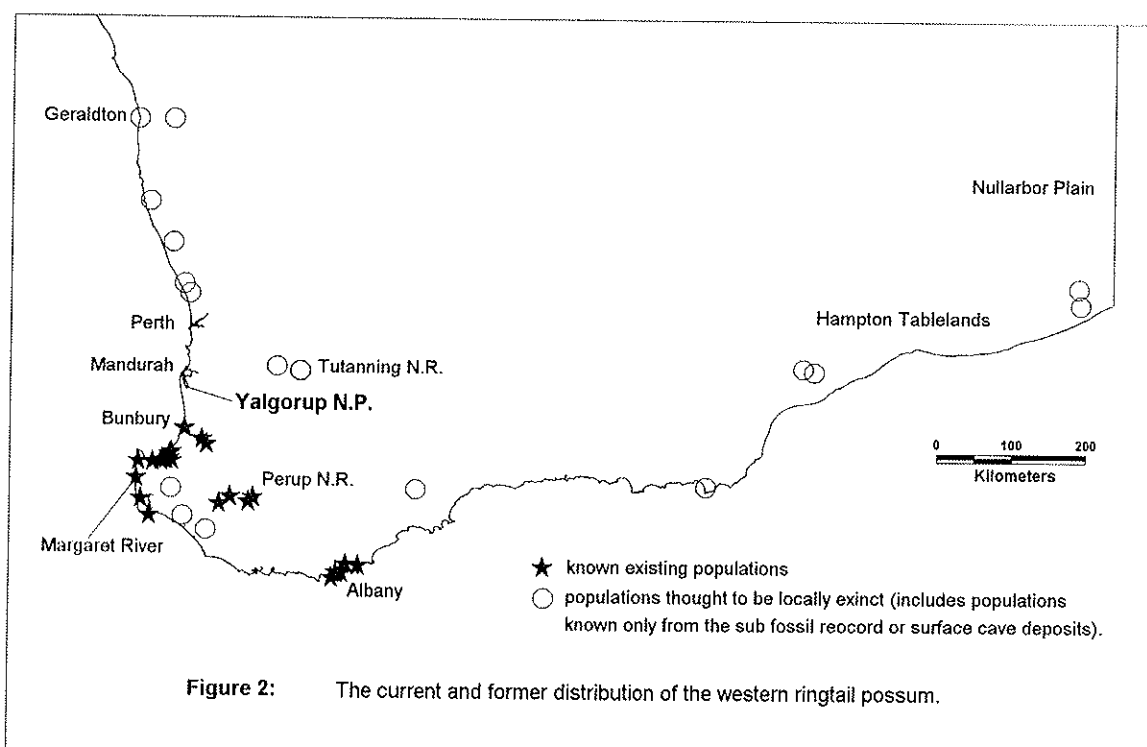 Geraldton
Nullarbor Plain
Perth
Hampton Tablelands
Mandurah
Tutanning N.R.
Yalgorup N.P.
Bunbury
0 100 200
Kilometers
Perup N.R.
Margaret River
Albany
known existing populations
populations thought to be locally exinct (includes populations
known only from the sub fossil reocord or surface cave deposits).
Figure 2: The current and former distribution of the western ringtail possum.